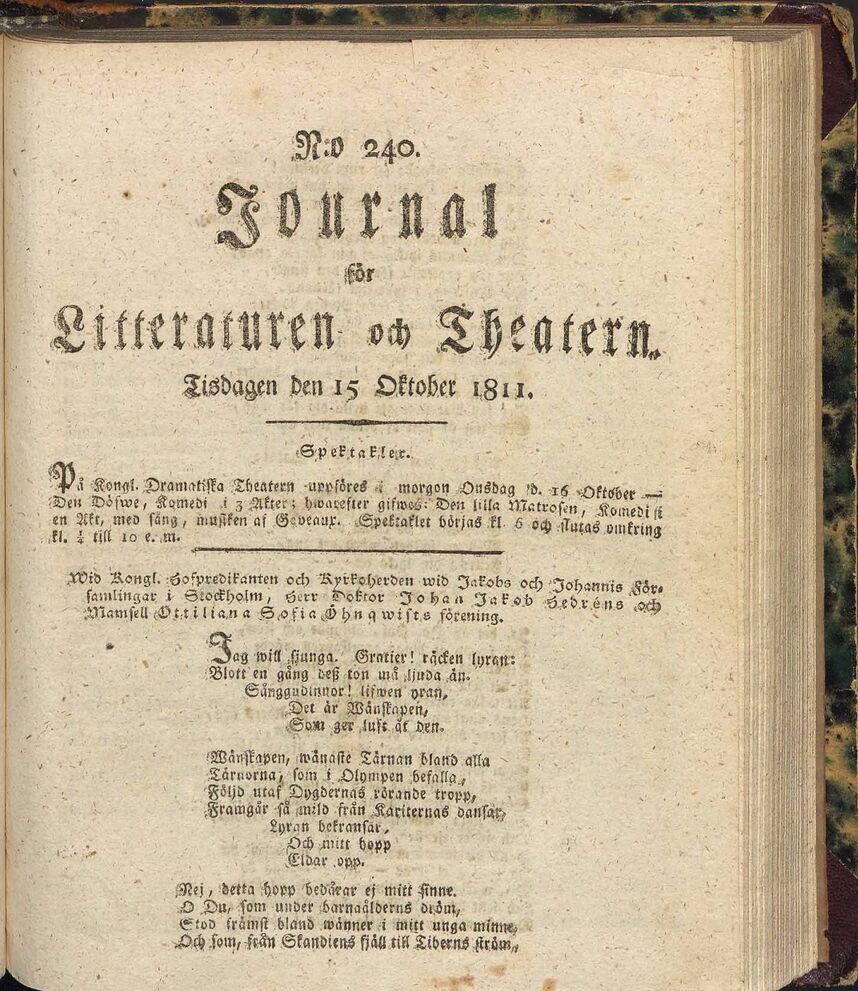 N:o 240.
Journal
för
Litteraturen och Theatern.
Tisdagen den 15 Oktober 1811.
Spektakler.
På Kongl. Dramatiska Theatern uppföres i morgon Onsdag d. 16 Oktober —
Den Döfwe, Komedi i 3 Akter; hwarefter gifwes: Den lilla Matrosen, Komedi i
en Akt, med sång, musiken af Gaveaux. Spektaklet börjas kl. 6 och slutas omkring
kl. ¼ till 10 e. m.
Wid Kongl. Hofpredikanten och Kyrkoherden wid Jakobs och Johannis För-
samlingar i Stockholm, Herr Doktor Johan Jakob Hedréns och
Mamsell Ottiliana Sofia Öhnqwists förening.
Jag will sjunga. Gratier! räcken lyran:
Blott en gång deß ton må ljuda än.
Sånggudinnor! lifwen yran,
Det är Wänskapen,
Som ger luft åt den.
Wänskapen, wänaste Tärnan bland alla
Tärnorna, som i Olympen befalla,
Följd utaf Dygdernas rörande tropp,
Framgår så mild från Kariternas dansar,
Lyran bekransar,
Och mitt hopp
Eldar opp.
Nej, detta hopp bedårar ej mitt sinne.
O Du, som under barnaålderns dröm,
Stod främst bland wänner i mitt unga minne,
Och som, från Skandiens fjäll till Tiberns ström,